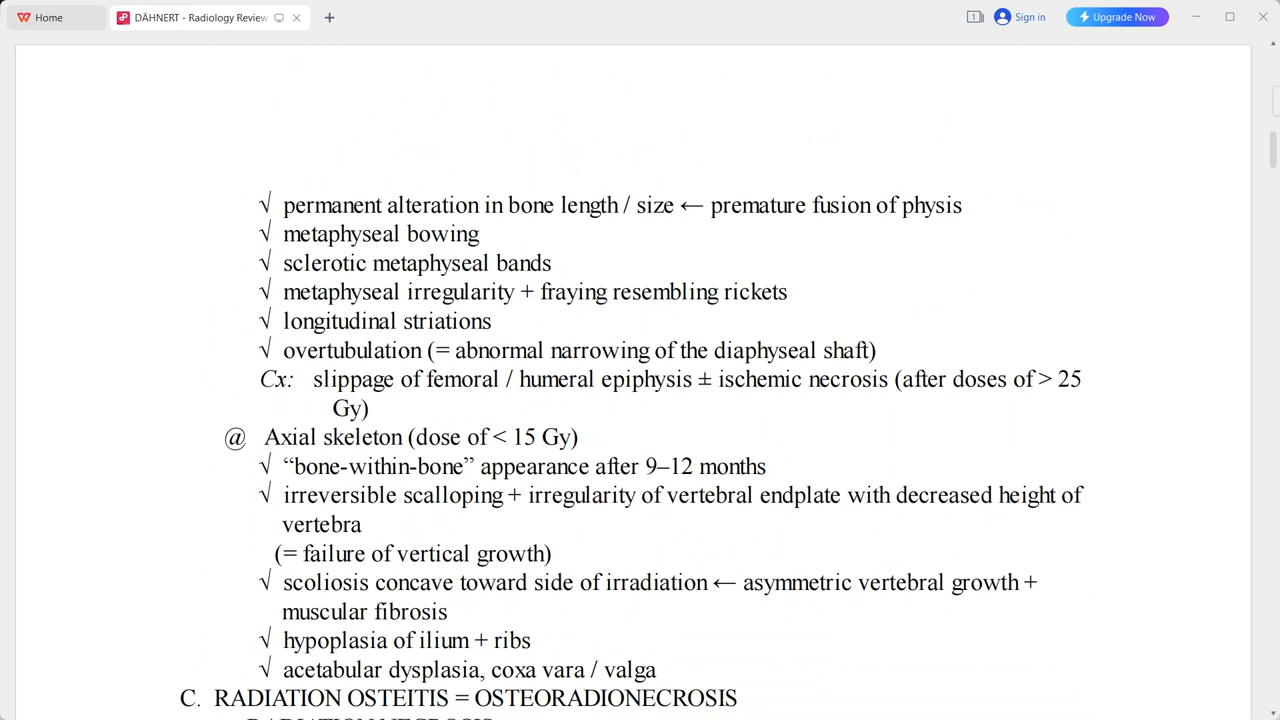 Home
DÄHNERT - Radiology Review
1
Sign in
Upgrade Now
√ permanent alteration in bone length / size ← premature fusion of physis
√ metaphyseal bowing
√ sclerotic metaphyseal bands
√ metaphyseal irregularity + fraying resembling rickets
√ longitudinal striations
√ overtubulation (= abnormal narrowing of the diaphyseal shaft)
Cx: slippage of femoral / humeral epiphysis ± ischemic necrosis (after doses of > 25
Gy)
@ Axial skeleton (dose of < 15 Gy)
√ “bone-within-bone” appearance after 9–12 months
√ irreversible scalloping + irregularity of vertebral endplate with decreased height of
vertebra
(= failure of vertical growth)
√ scoliosis concave toward side of irradiation ← asymmetric vertebral growth +
muscular fibrosis
√ hypoplasia of ilium + ribs
√ acetabular dysplasia, coxa vara / valga
C. RADIATION OSTEITIS = OSTEORADIONECROSIS